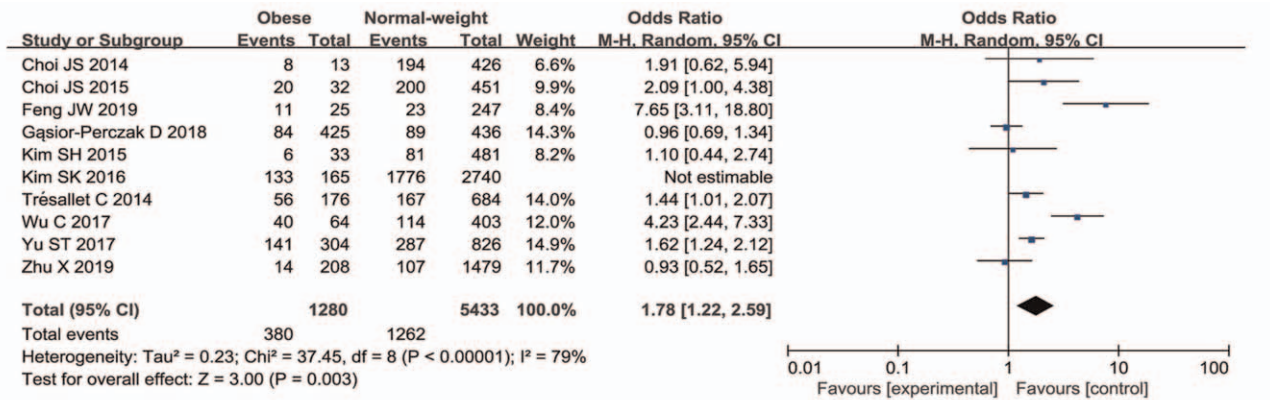 Obese Normal-weight Odds Ratio Odds Ratio
Study or Subgroup Events Total Events Total Weight M-H, Random, 95% CI M-H, Random, 95% CI
Choi JS 2014 8 13 194 426 6.6% 1.91 [0.62, 5.94]
Choi JS 2015 20 32 200 451 9.9% 2.09 [1.00, 4.38]
Feng JW 2019 11 25 23 247 8.4% 7.65 [3.11, 18.80]
Gąsior-Perczak D 2018 84 425 89 436 14.3% 0.96 [0.69, 1.34]
Kim SH 2015 6 33 81 481 8.2% 1.10 [0.44, 2.74]
Kim SK 2016 133 165 1776 2740 Not estimable
Trésallet C 2014 56 176 167 684 14.0% 1.44 [1.01, 2.07]
Wu C 2017 40 64 114 403 12.0% 4.23 [2.44, 7.33]
Yu ST 2017 141 304 287 826 14.9% 1.62 [1.24, 2.12]
Zhu X 2019 14 208 107 1479 11.7% 0.93 [0.52, 1.65]
Total (95% CI) 1280 5433 100.0% 1.78 [1.22, 2.59]
Total events 380 1262
Heterogeneity: Tau² = 0.23; Chi² = 37.45, df = 8 (P < 0.00001); I² = 79%
Test for overall effect: Z = 3.00 (P = 0.003)
0.01 0.1 1 10 100
Favours [experimental] Favours [control]